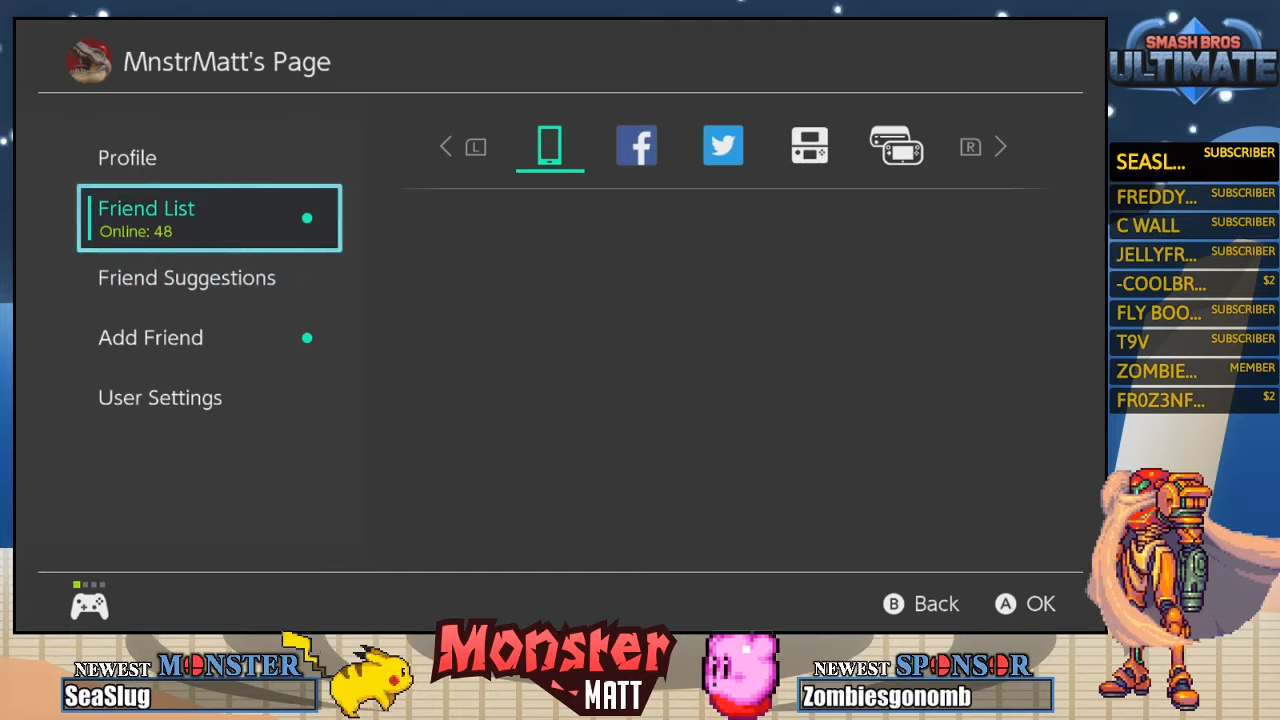 MnstrMatt's Page
Profile
Friend List
Online: 48
Friend Suggestions
Add Friend
User Settings
L
R
B Back
A OK
SMASH BROS
ULTIMATE
SEASL... SUBSCRIBER
FREDDY... SUBSCRIBER
C WALL SUBSCRIBER
JELLYFR... SUBSCRIBER
-COOLBR... $2
FLY BOO... SUBSCRIBER
T9V SUBSCRIBER
ZOMBIE... MEMBER
FR0Z3NF... $2
NEWEST MONSTER
SeaSlug
Monster
MATT
NEWEST SPONSOR
Zombiesgonomb